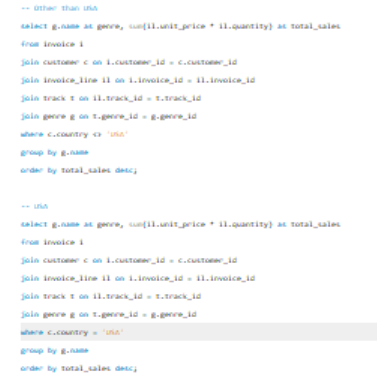 -- Other than USA
select g.name as genre, sum(il.unit_price * il.quantity) as total_sales
from invoice i
join customer c on i.customer_id = c.customer_id
join invoice_line il on i.invoice_id = il.invoice_id
join track t on il.track_id = t.track_id
join genre g on t.genre_id = g.genre_id
where c.country <> 'USA'
group by g.name
order by total_sales desc;
-- USA
select g.name as genre, sum(il.unit_price * il.quantity) as total_sales
from invoice i
join customer c on i.customer_id = c.customer_id
join invoice_line il on i.invoice_id = il.invoice_id
join track t on il.track_id = t.track_id
join genre g on t.genre_id = g.genre_id
where c.country = 'USA'
group by g.name
order by total_sales desc;